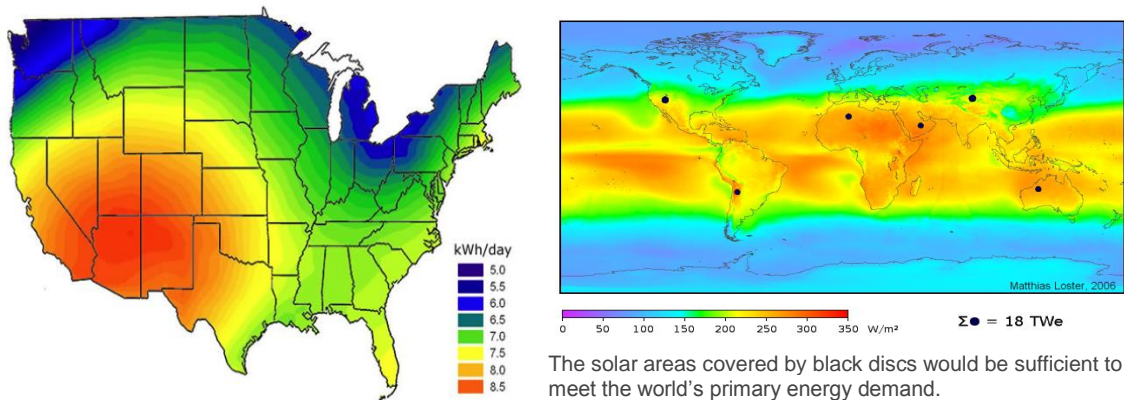 kWh/day
5.0
5.5
6.0
6.5
7.0
7.5
8.0
8.5
Matthias Loster, 2006
0 50 100 150 200 250 300 350 W/m²
Σ● = 18 TWe
The solar areas covered by black discs would be sufficient to
meet the world’s primary energy demand.